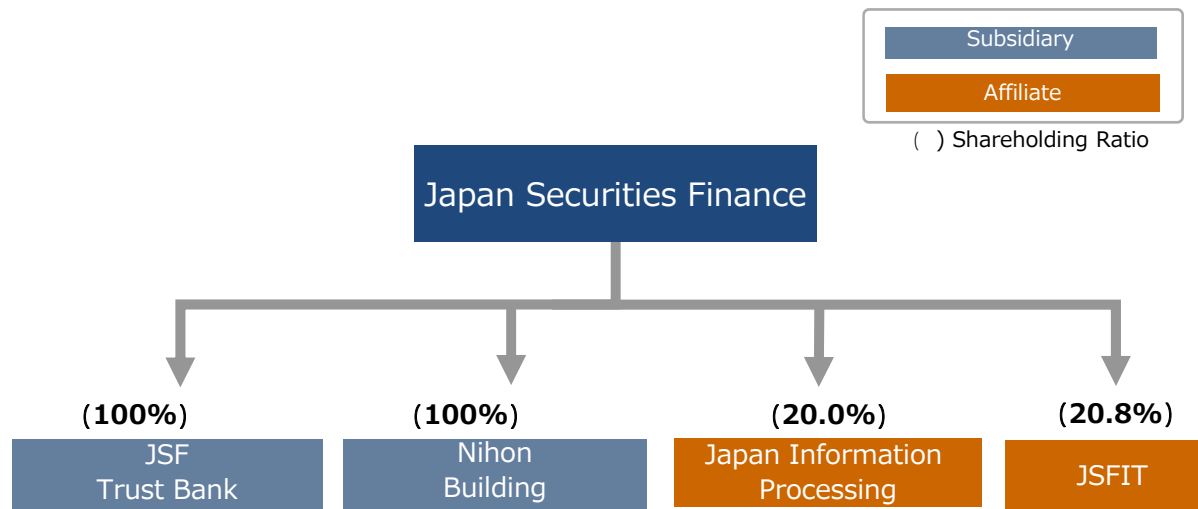 Subsidiary
Affiliate
( ) Shareholding Ratio
Japan Securities Finance
(100%)
(100%)
(20.0%)
(20.8%)
JSF
Trust Bank
Nihon
Building
Japan Information
Processing
JSFIT